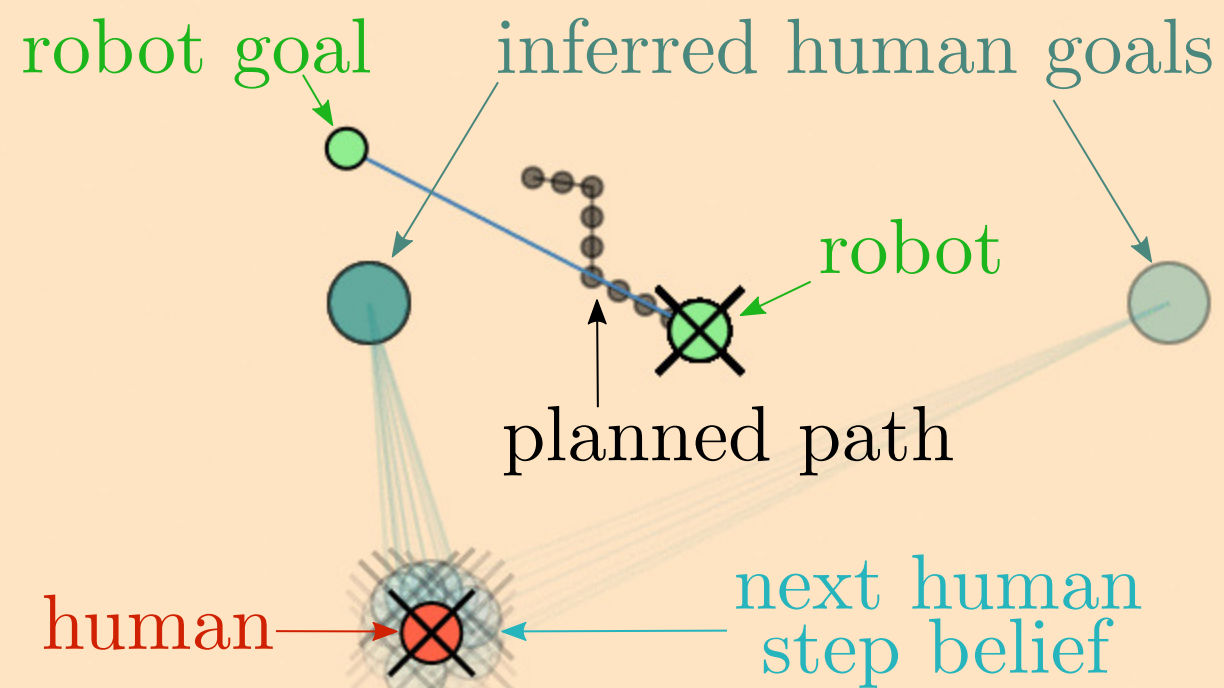 robot goal
inferred human goals
robot
planned path
human
next human
step belief